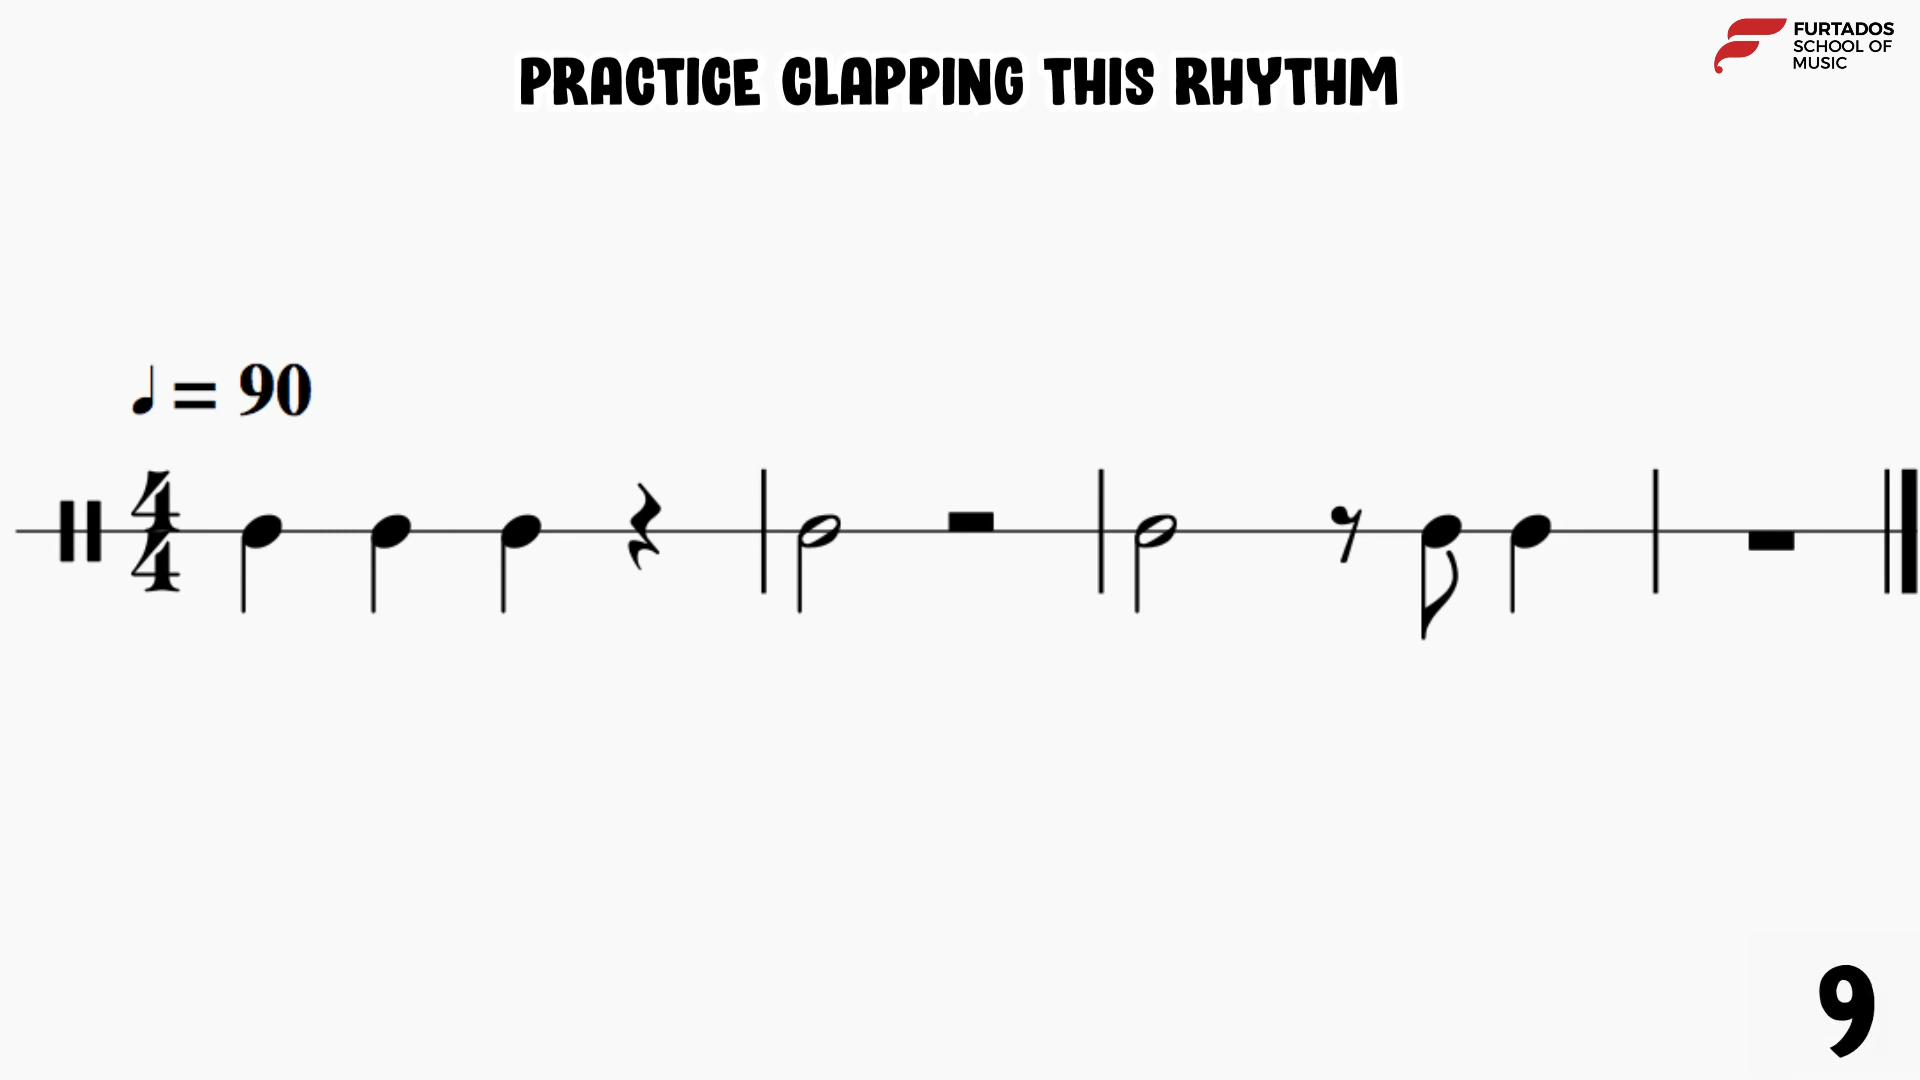 PRACTICE CLAPPING THIS RHYTHM
FURTADOS
SCHOOL OF
MUSIC
♩ = 90
4
4
9